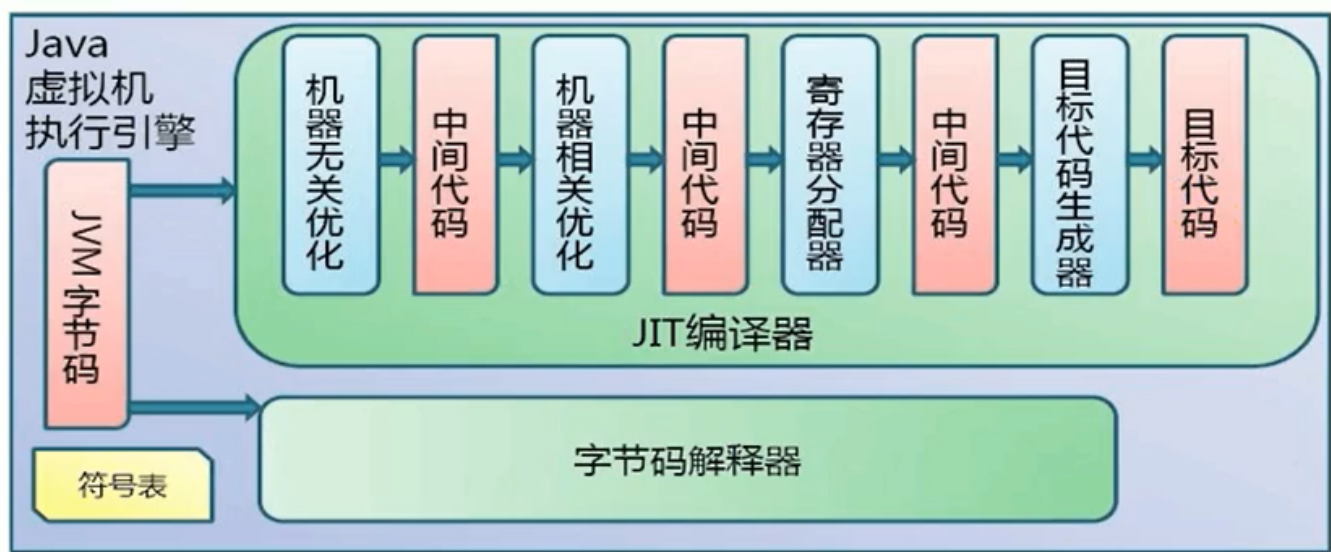 Java
虚拟机
执行引擎
JVM字节码
机器无关优化
中间代码
机器相关优化
中间代码
寄存器分配器
中间代码
目标代码生成器
目标代码
JIT编译器
字节码解释器
符号表